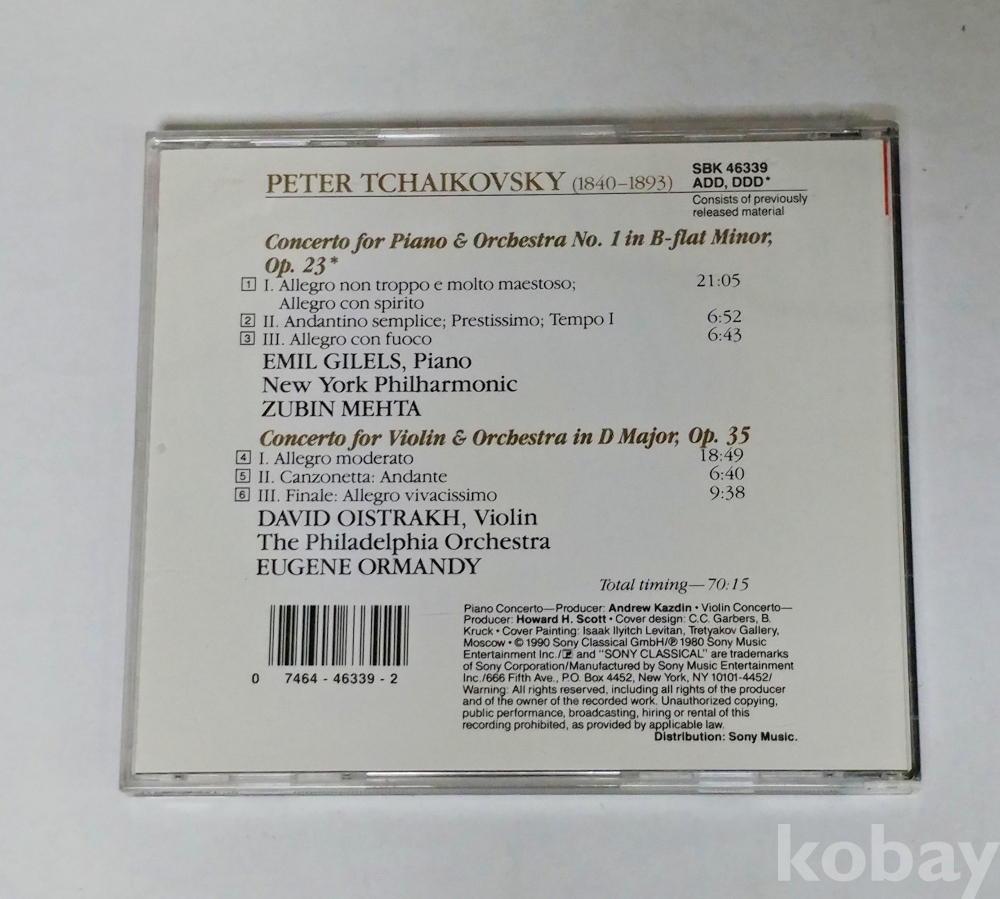 PETER TCHAIKOVSKY (1840–1893)
SBK 46339
ADD, DDD*
Consists of previously
released material
Concerto for Piano & Orchestra No. 1 in B-flat Minor,
Op. 23*
1 I. Allegro non troppo e molto maestoso; 21:05
Allegro con spirito
2 II. Andantino semplice; Prestissimo; Tempo I 6:52
3 III. Allegro con fuoco 6:43
EMIL GILELS, Piano
New York Philharmonic
ZUBIN MEHTA
Concerto for Violin & Orchestra in D Major, Op. 35
4 I. Allegro moderato 18:49
5 II. Canzonetta: Andante 6:40
6 III. Finale: Allegro vivacissimo 9:38
DAVID OISTRAKH, Violin
The Philadelphia Orchestra
EUGENE ORMANDY
Total timing—70:15
Piano Concerto—Producer: Andrew Kazdin • Violin Concerto—
Producer: Howard H. Scott • Cover design: C.C. Garbers, B.
Kruck • Cover Painting: Isaak Ilyitch Levitan, Tretyakov Gallery,
Moscow • © 1990 Sony Classical GmbH/℗ 1980 Sony Music
Entertainment Inc./ and "SONY CLASSICAL" are trademarks
of Sony Corporation/Manufactured by Sony Music Entertainment
Inc./666 Fifth Ave., P.O. Box 4452, New York, NY 10101-4452/
Warning: All rights reserved, including all rights of the producer
and of the owner of the recorded work. Unauthorized copying,
public performance, broadcasting, hiring or rental of this
recording prohibited, as provided by applicable law.
Distribution: Sony Music.
0 7464 - 46339 - 2
kobay